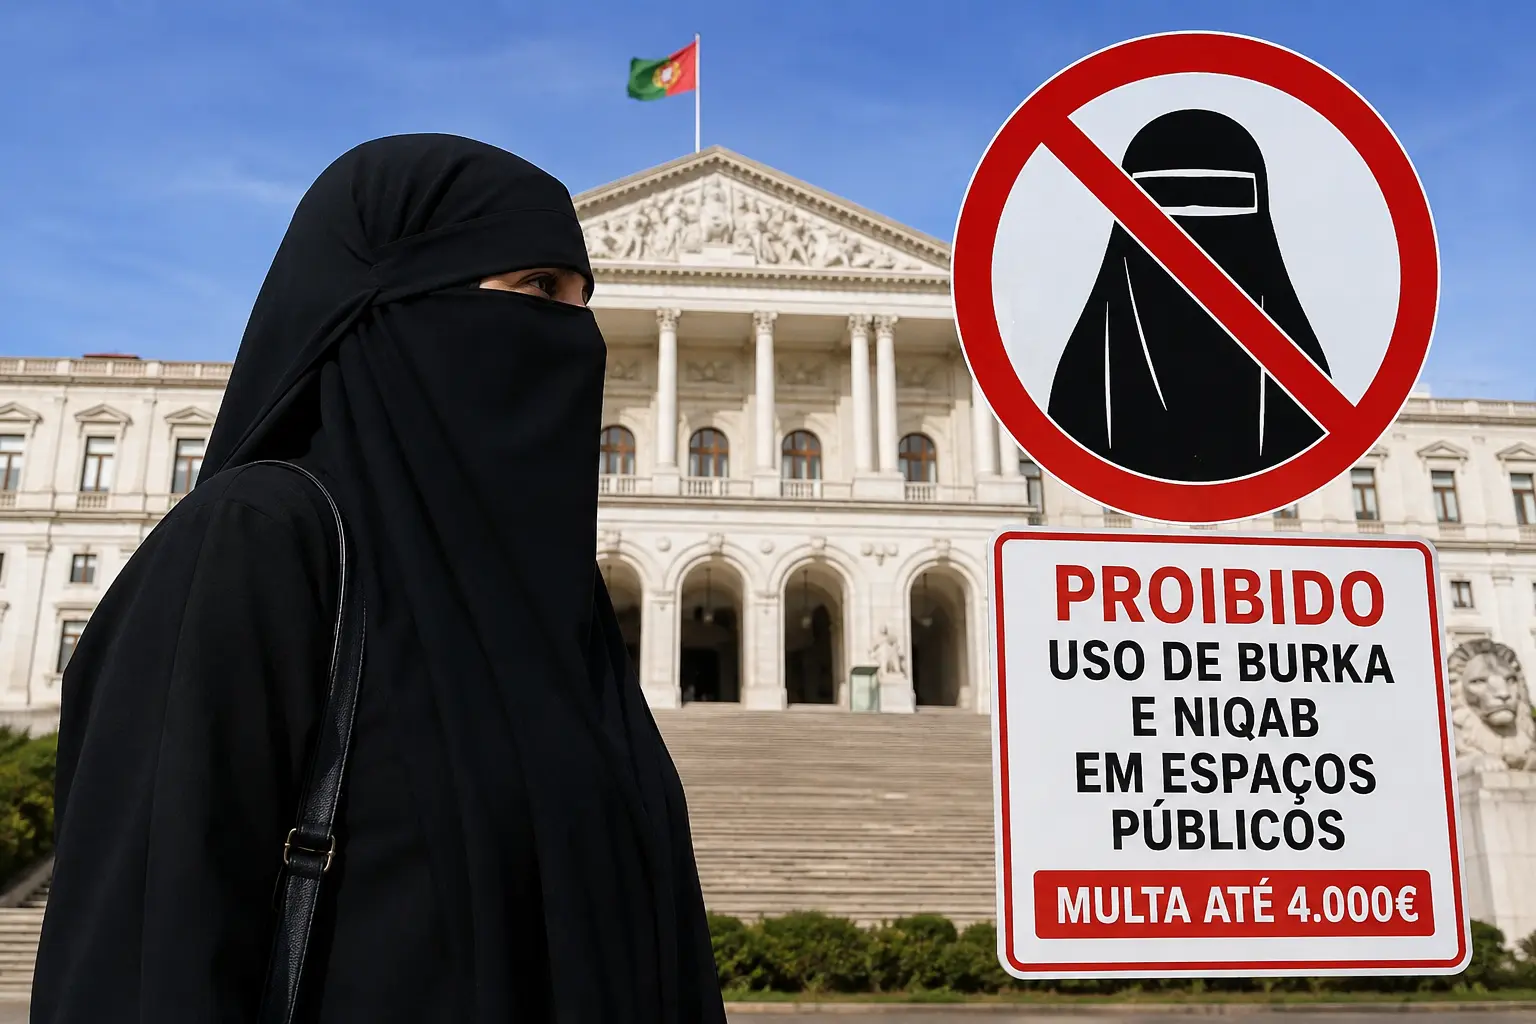 PROIBIDO
USO DE BURKA
E NIQAB
EM ESPAÇOS
PÚBLICOS
MULTA ATÉ 4.000€